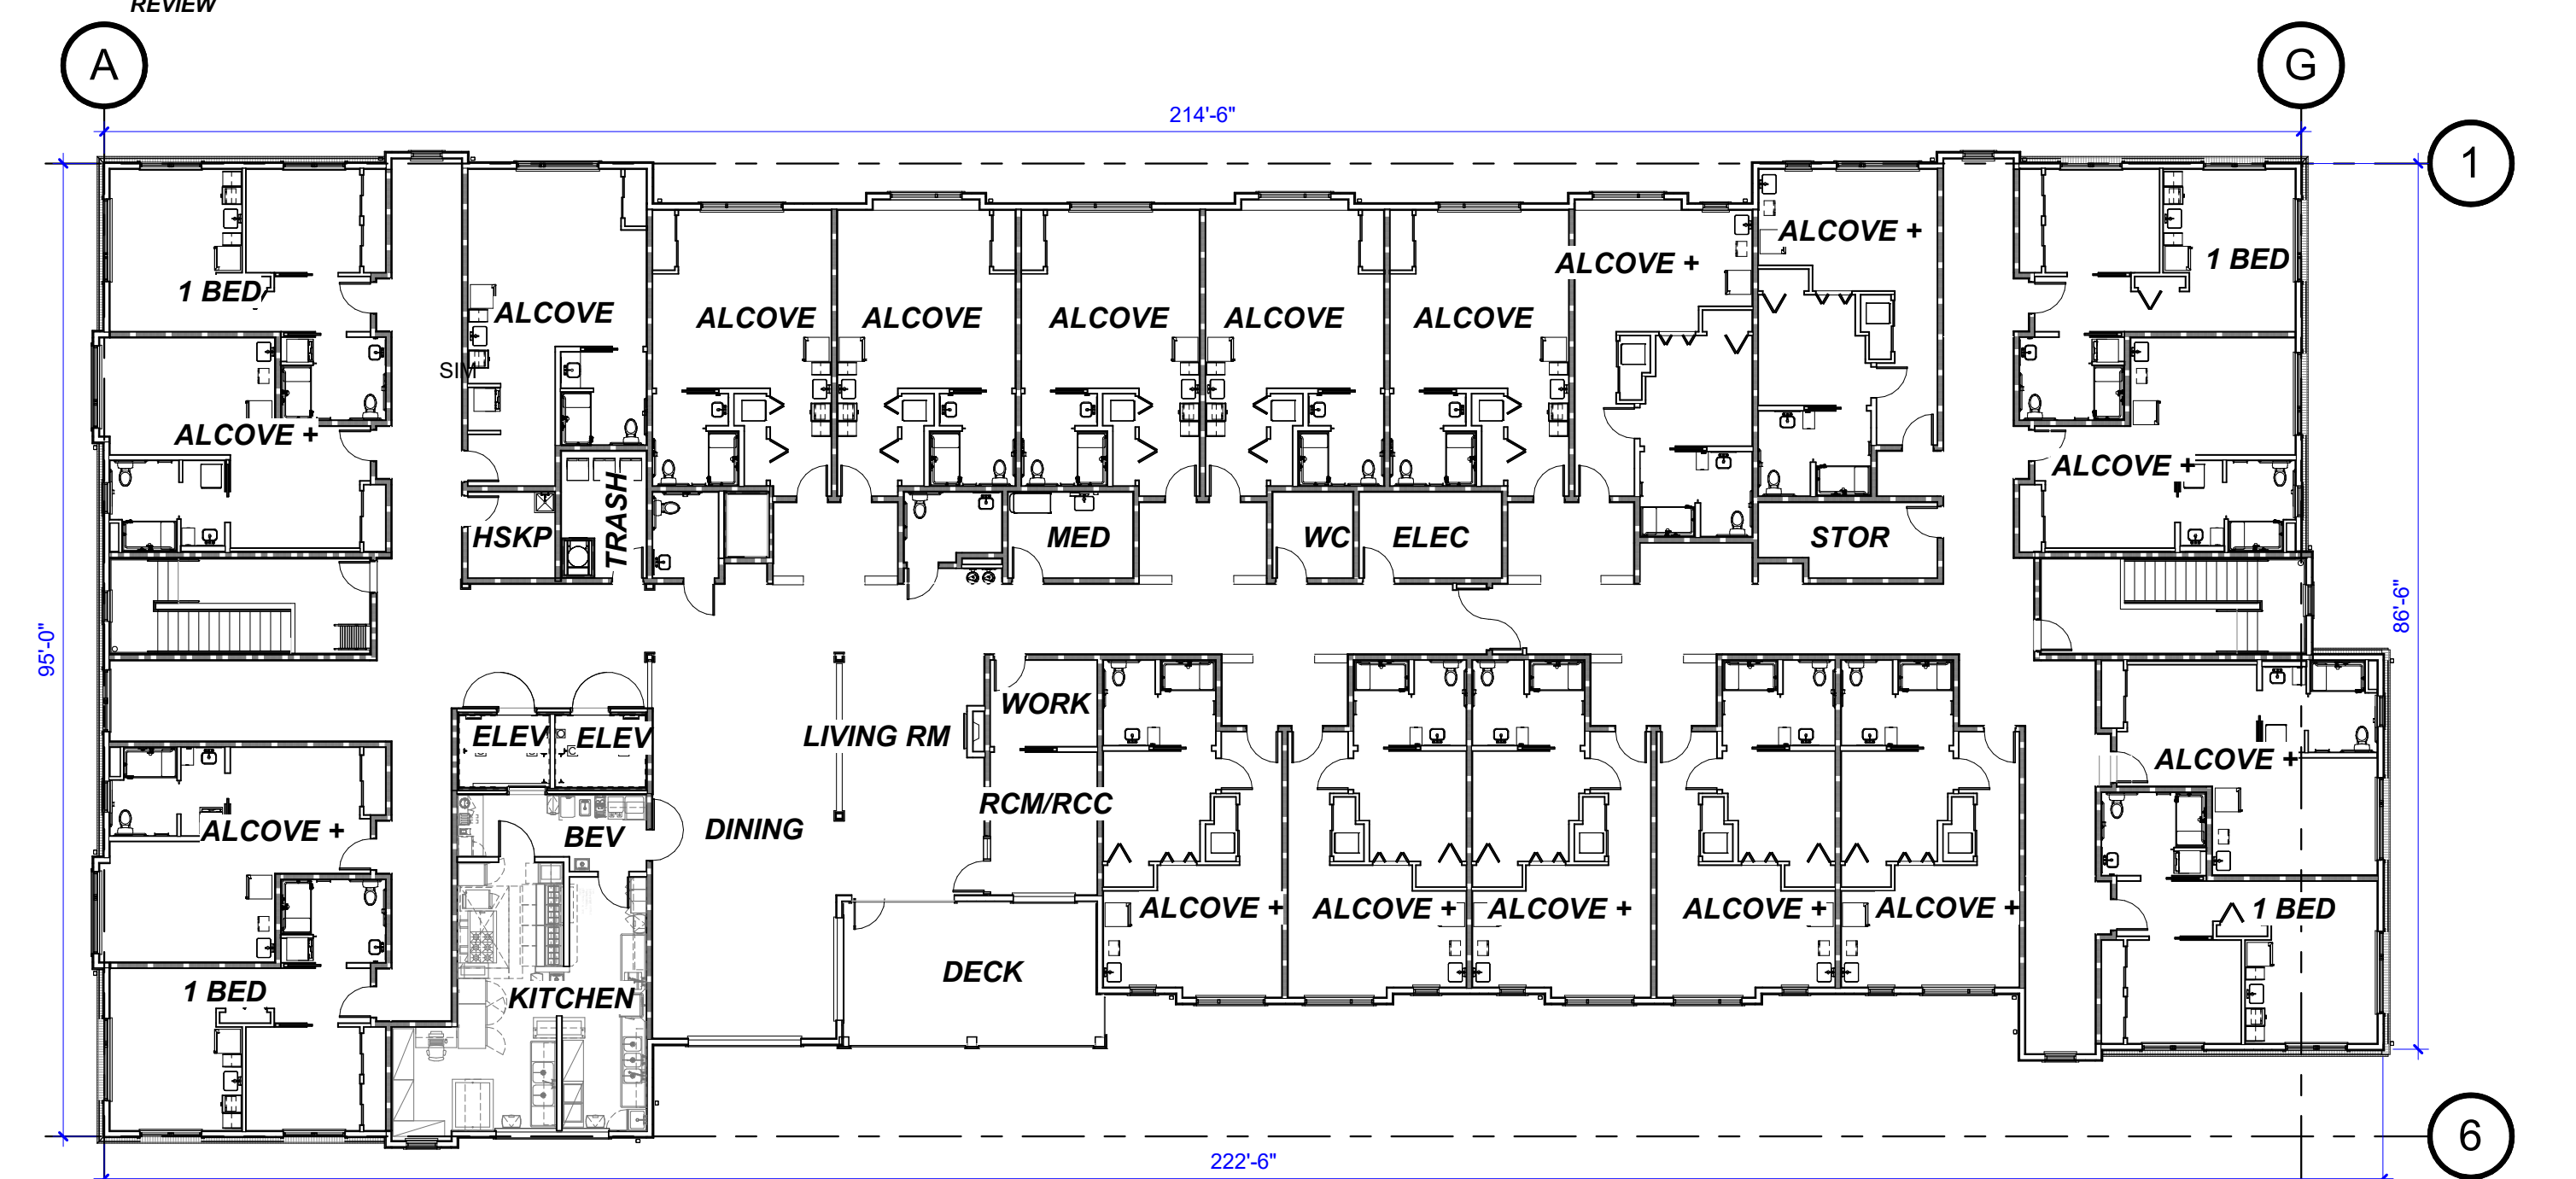 REVIEW
A
G
214'-6"
1
ALCOVE +
ALCOVE +
1 BED
1 BED
ALCOVE
ALCOVE
ALCOVE
ALCOVE
ALCOVE
ALCOVE
SIM
ALCOVE +
ALCOVE +
HSKP
TRASH
MED
WC
ELEC
STOR
95'-0"
86'-6"
WORK
ELEV
ELEV
LIVING RM
ALCOVE +
RCM/RCC
ALCOVE +
BEV
DINING
ALCOVE +
ALCOVE +
ALCOVE +
ALCOVE +
ALCOVE +
1 BED
1 BED
DECK
KITCHEN
6
222'-6"